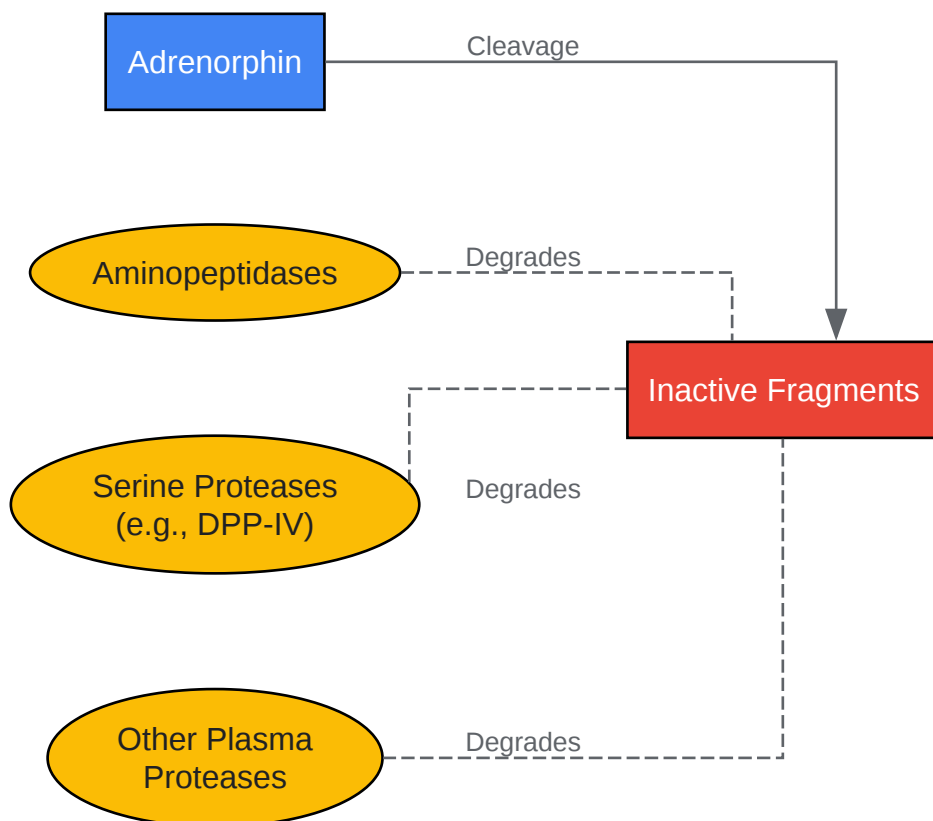 Cleavage
Adrenorphin
Degrades
Aminopeptidases
Inactive Fragments
Serine Proteases
(e.g., DPP-IV)
Degrades
Other Plasma
Proteases
Degrades